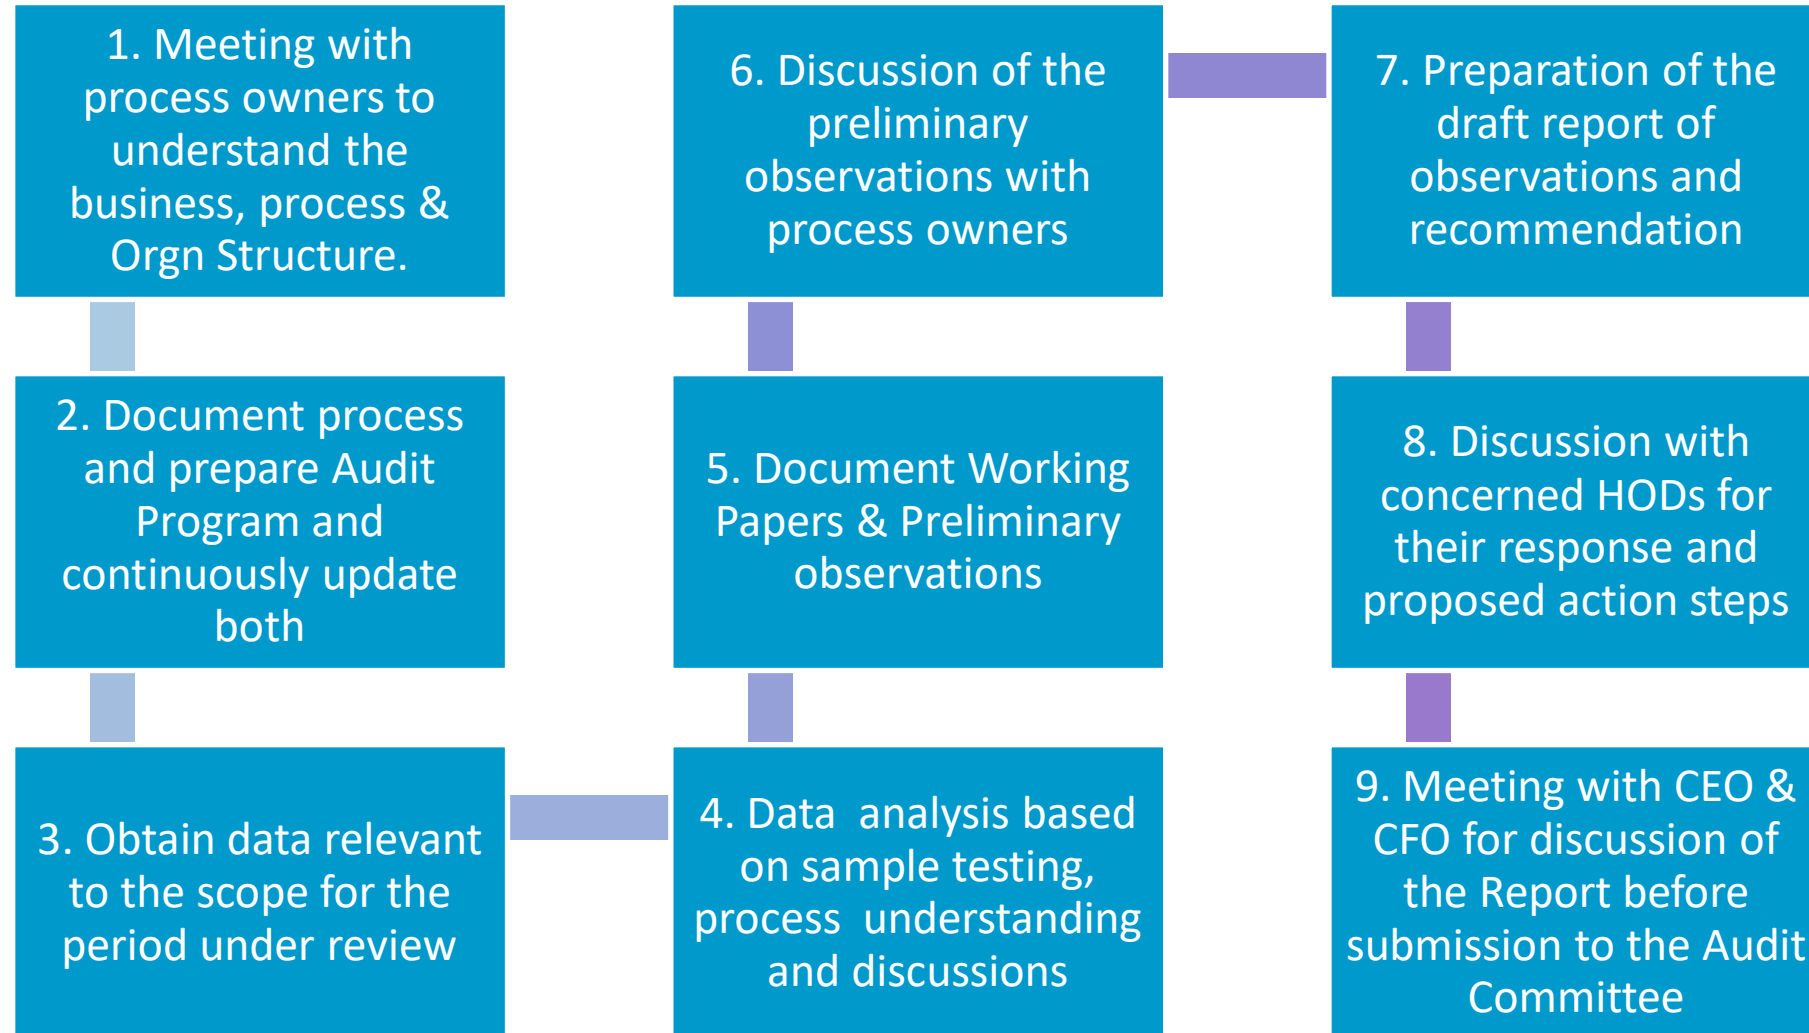 1. Meeting with
process owners to
understand the
business, process &
Orgn Structure.
2. Document process
and prepare Audit
Program and
continuously update
both
3. Obtain data relevant
to the scope for the
period under review
4. Data  analysis based
on sample testing,
process  understanding
and discussions
5. Document Working
Papers & Preliminary
observations
6. Discussion of the
preliminary
observations with
process owners
7. Preparation of the
draft report of
observations and
recommendation
8. Discussion with
concerned HODs for
their response and
proposed action steps
9. Meeting with CEO &
CFO for discussion of
the Report before
submission to the Audit
Committee